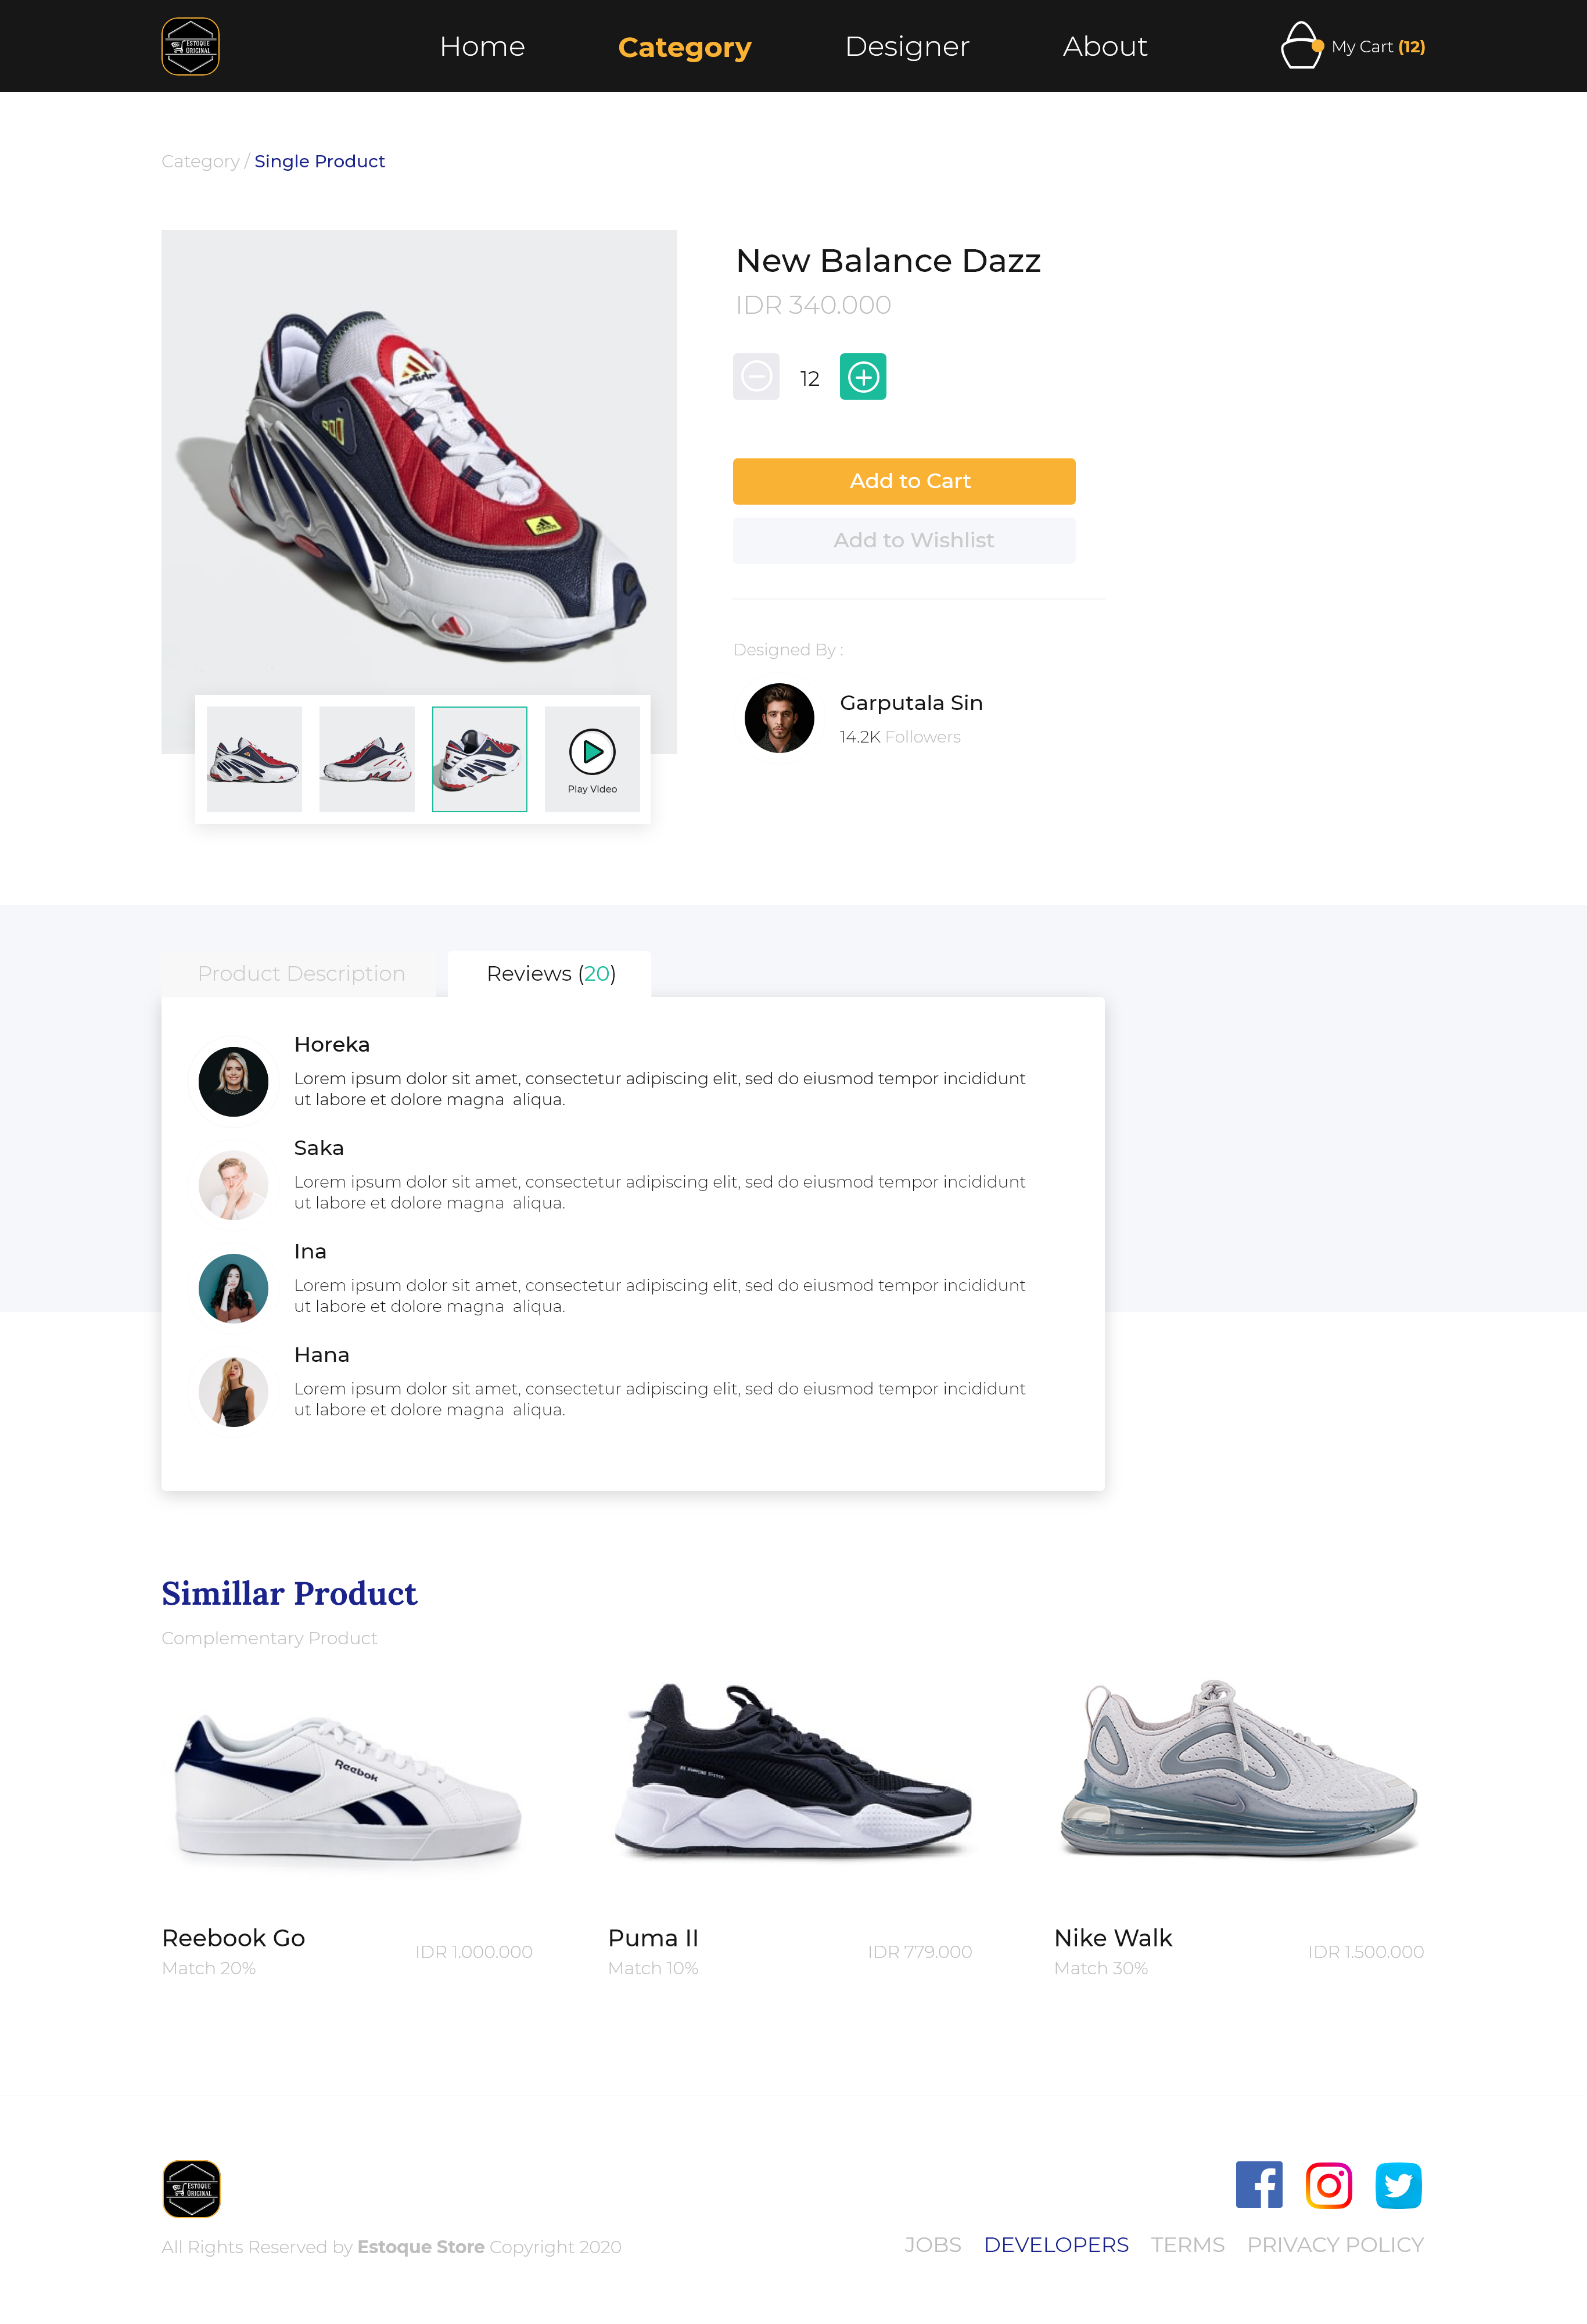 ESTOQUE
ORIGINAL
Home
Category
Designer
About
My Cart (12)
Category / Single Product
New Balance Dazz
IDR 340.000
12
Add to Cart
Add to Wishlist
Designed By :
Garputala Sin
14.2K Followers
Play Video
Product Description
Reviews (20)
Horeka
Lorem ipsum dolor sit amet, consectetur adipiscing elit, sed do eiusmod tempor incididunt
ut labore et dolore magna  aliqua.
Saka
Lorem ipsum dolor sit amet, consectetur adipiscing elit, sed do eiusmod tempor incididunt
ut labore et dolore magna  aliqua.
Ina
Lorem ipsum dolor sit amet, consectetur adipiscing elit, sed do eiusmod tempor incididunt
ut labore et dolore magna  aliqua.
Hana
Lorem ipsum dolor sit amet, consectetur adipiscing elit, sed do eiusmod tempor incididunt
ut labore et dolore magna  aliqua.
Simillar Product
Complementary Product
Reebok
Reebook Go
IDR 1.000.000
Match 20%
Puma II
IDR 779.000
Match 10%
Nike Walk
IDR 1.500.000
Match 30%
ESTOQUE
ORIGINAL
All Rights Reserved by Estoque Store Copyright 2020
JOBS
DEVELOPERS
TERMS
PRIVACY POLICY